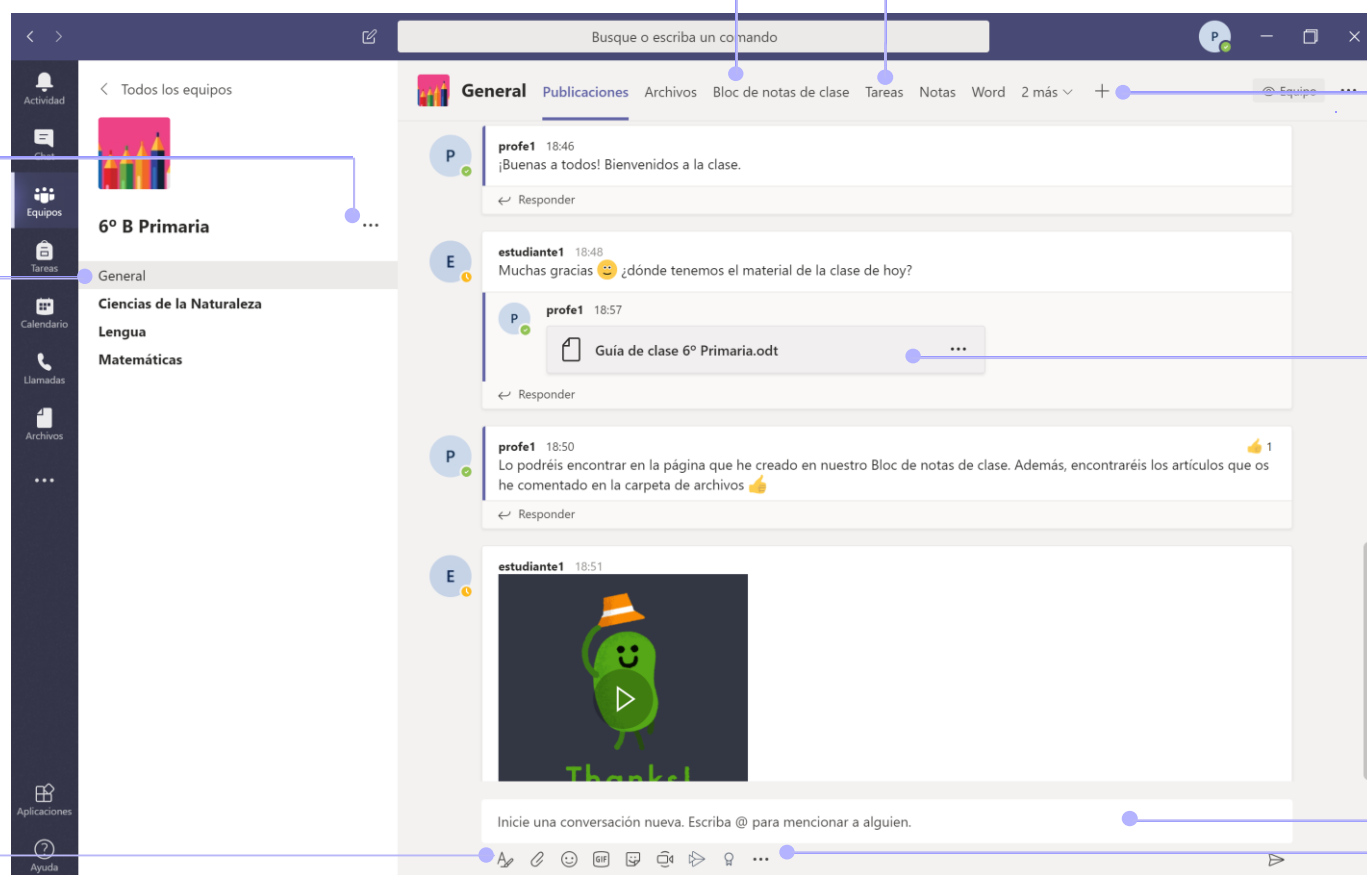 Busque o escriba un comando
P
Actividad
Chat
Equipos
Tareas
Calendario
Llamadas
Archivos
Aplicaciones
Ayuda
Todos los equipos
6º B Primaria
General
Ciencias de la Naturaleza
Lengua
Matemáticas
General Publicaciones Archivos Bloc de notas de clase Tareas Notas Word 2 más
Equipo
P
profe1 18:46
¡Buenas a todos! Bienvenidos a la clase.
Responder
E
estudiante1 18:48
Muchas gracias 🙂 ¿dónde tenemos el material de la clase de hoy?
P
profe1 18:57
Guía de clase 6º Primaria.odt
Responder
P
profe1 18:50
👍 1
Lo podréis encontrar en la página que he creado en nuestro Bloc de notas de clase. Además, encontraréis los artículos que os
he comentado en la carpeta de archivos 👍
Responder
E
estudiante1 18:51
Thanks!
Inicie una conversación nueva. Escriba @ para mencionar a alguien.
GIF